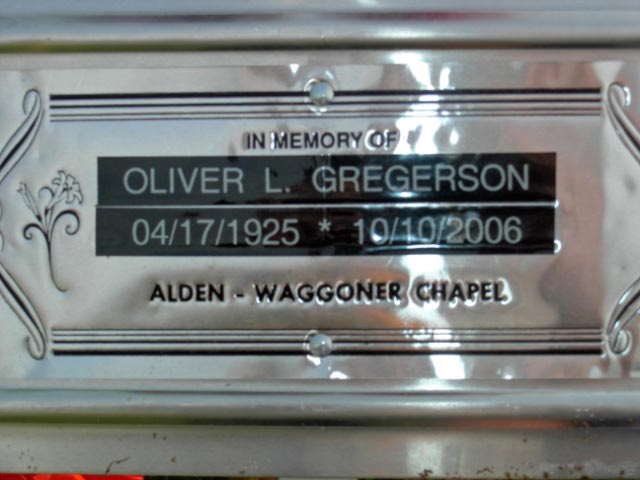 IN MEMORY OF
OLIVER L. GREGERSON
04/17/1925 * 10/10/2006
ALDEN - WAGGONER CHAPEL